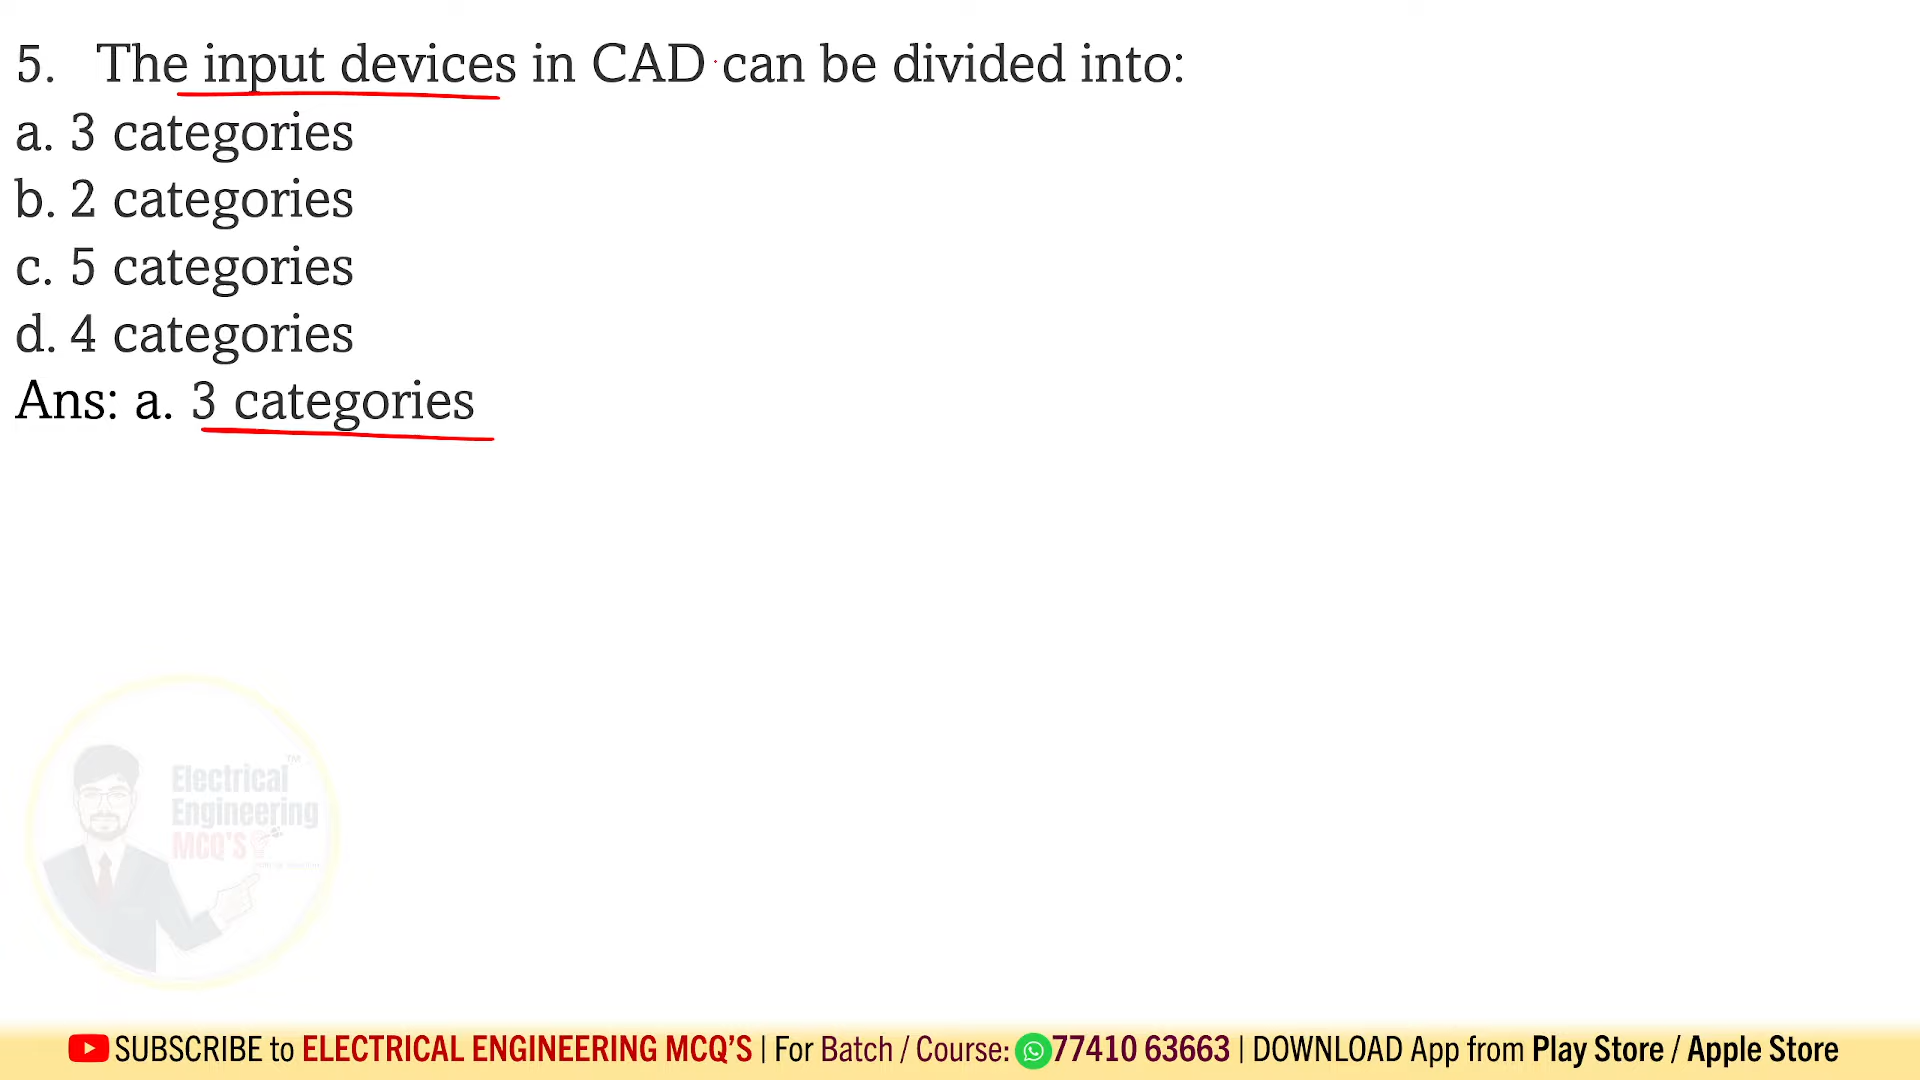 5. The input devices in CAD can be divided into:
a. 3 categories
b. 2 categories
c. 5 categories
d. 4 categories
Ans: a. 3 categories
Electrical™
Engineering
MCQ'S
SUBSCRIBE to ELECTRICAL ENGINEERING MCQ’S | For Batch / Course: 77410 63663 | DOWNLOAD App from Play Store / Apple Store